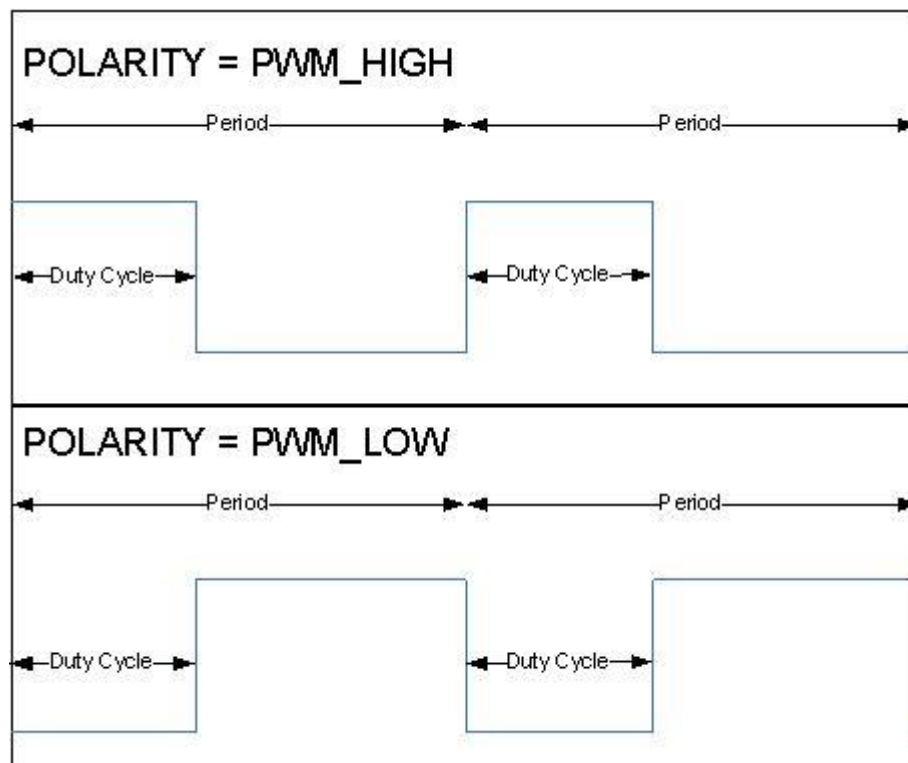 POLARITY = PWM_HIGH
Period Period
Duty Cycle Duty Cycle
POLARITY = PWM_LOW
Period Period
Duty Cycle Duty Cycle